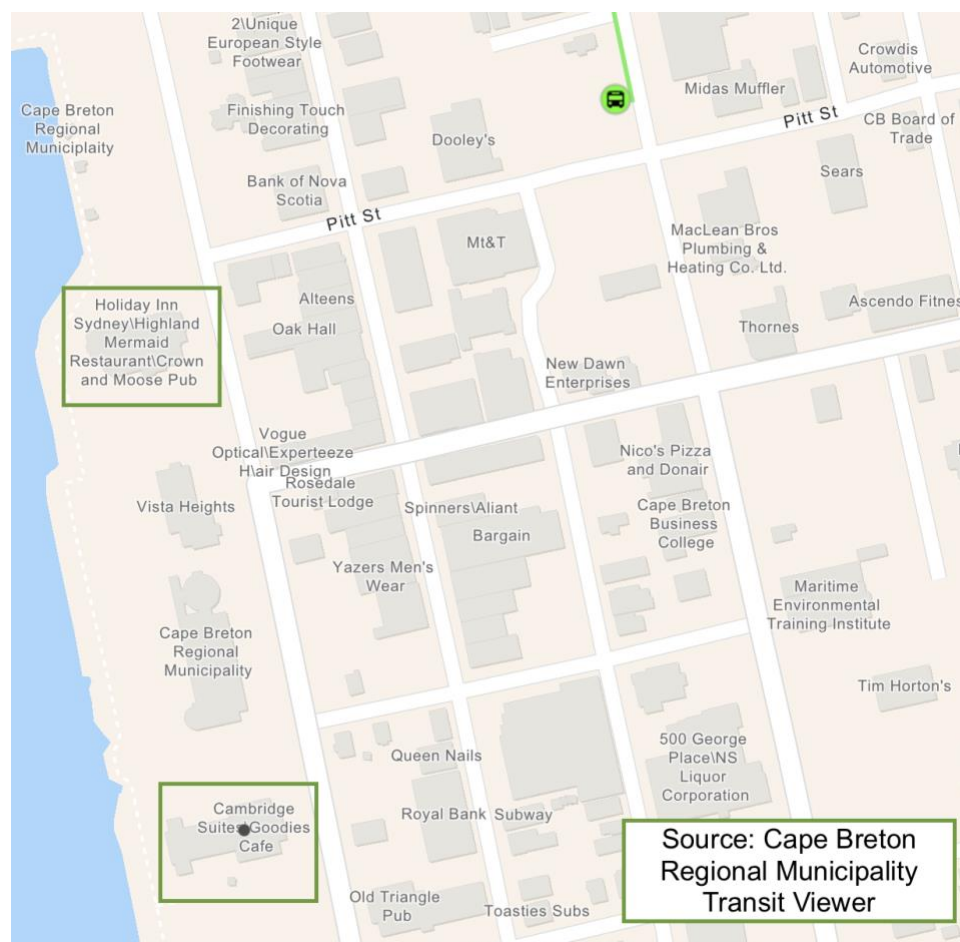 2\Unique
European Style
Footwear
Crowdis
Automotive
Cape Breton
Regional
Municiplaity
Finishing Touch
Decorating
Midas Muffler
Pitt St
CB Board of
Trade
Dooley's
Bank of Nova
Scotia
Sears
Pitt St
Mt&T
MacLean Bros
Plumbing &
Heating Co. Ltd.
Holiday Inn
Sydney\Highland
Mermaid
Restaurant\Crown
and Moose Pub
Alteens
Oak Hall
Thornes
Ascendo Fitnes
New Dawn
Enterprises
Vogue
Optical\Experteeze
H\air Design
Rosedale
Tourist Lodge
Nico's Pizza
and Donair
Vista Heights
Spinners\Aliant
Bargain
Cape Breton
Business
College
Yazers Men's
Wear
Maritime
Environmental
Training Institute
Cape Breton
Regional
Municipality
Tim Horton's
Queen Nails
500 George
Place\NS
Liquor
Corporation
Cambridge
Suites\Goodies
Cafe
Royal Bank
Subway
Old Triangle
Pub
Toasties Subs
Source: Cape Breton
Regional Municipality
Transit Viewer